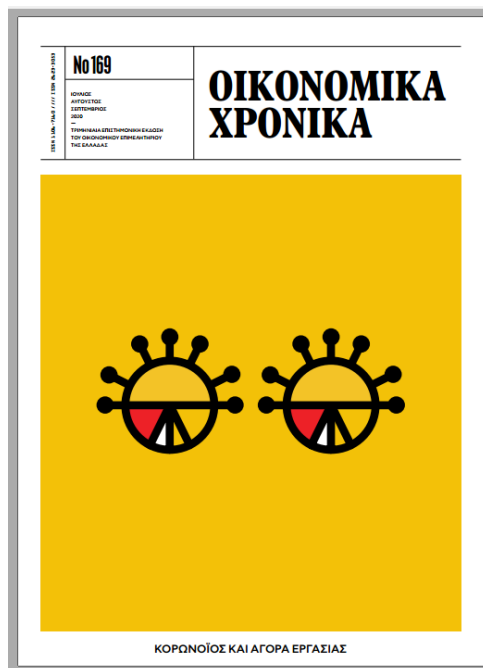 No 169
ΙΟΥΛΙΟΣ
ΑΥΓΟΥΣΤΟΣ
ΣΕΠΤΕΜΒΡΙΟΣ
2020
—
ΤΡΙΜΗΝΙΑΙΑ ΕΠΙΣΤΗΜΟΝΙΚΗ ΕΚΔΟΣΗ
ΤΟΥ ΟΙΚΟΝΟΜΙΚΟΥ ΕΠΙΜΕΛΗΤΗΡΙΟΥ
ΤΗΣ ΕΛΛΑΔΑΣ
ΟΙΚΟΝΟΜΙΚΑ
ΧΡΟΝΙΚΑ
ΚΟΡΩΝΟΪΟΣ ΚΑΙ ΑΓΟΡΑ ΕΡΓΑΣΙΑΣ